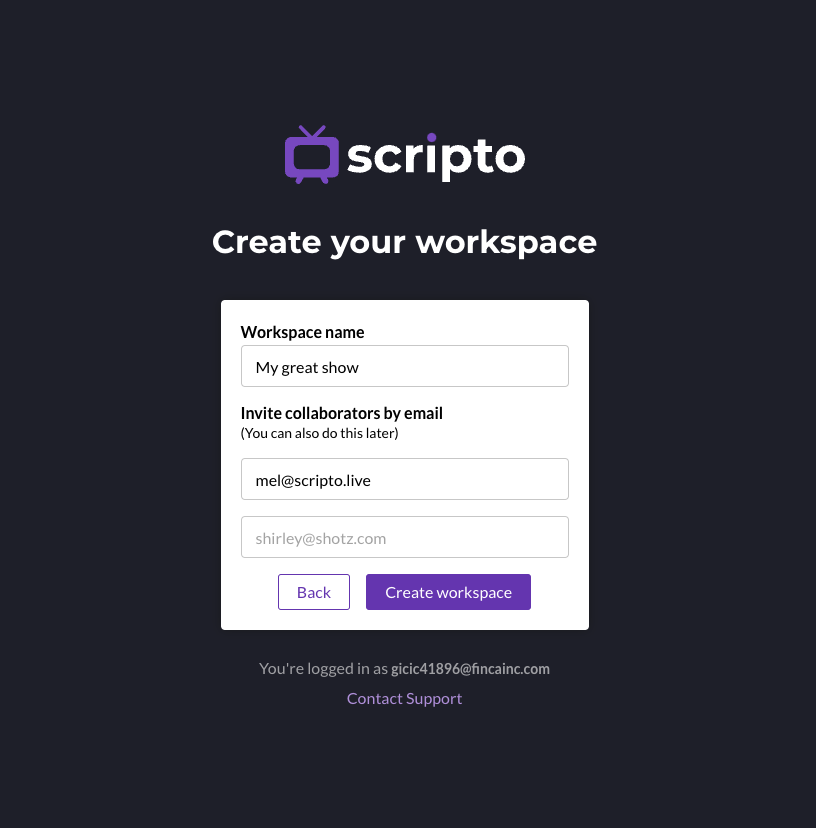 scripto
Create your workspace
Workspace name
My great show
Invite collaborators by email
(You can also do this later)
mel@scripto.live
shirley@shotz.com
Back
Create workspace
You're logged in as gicic41896@fincainc.com
Contact Support